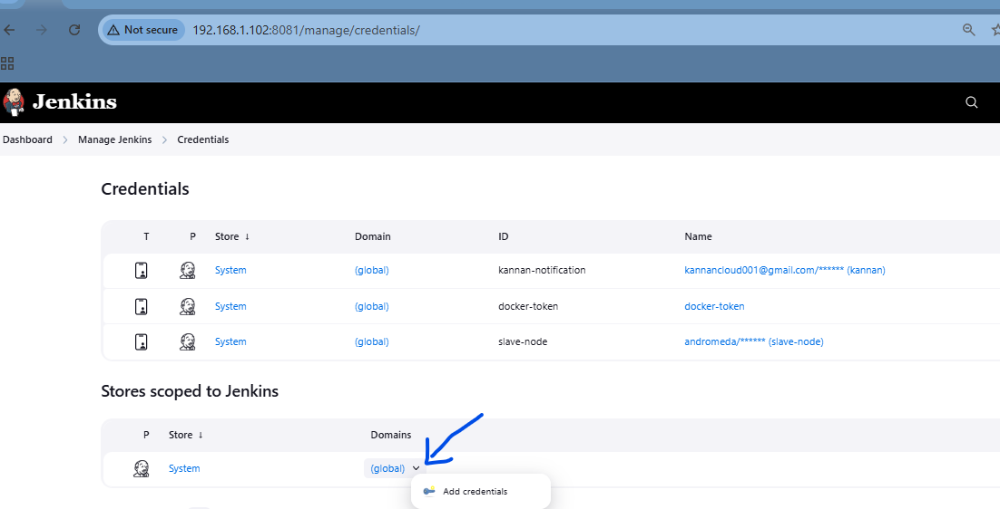 Not secure 192.168.1.102:8081/manage/credentials/
Jenkins
Dashboard Manage Jenkins Credentials
Credentials
T P Store ↓ Domain ID Name
System (global) kannan-notification kannancloud001@gmail.com/****** (kannan)
System (global) docker-token docker-token
System (global) slave-node andromeda/****** (slave-node)
Stores scoped to Jenkins
P Store ↓ Domains
System (global)
Add credentials